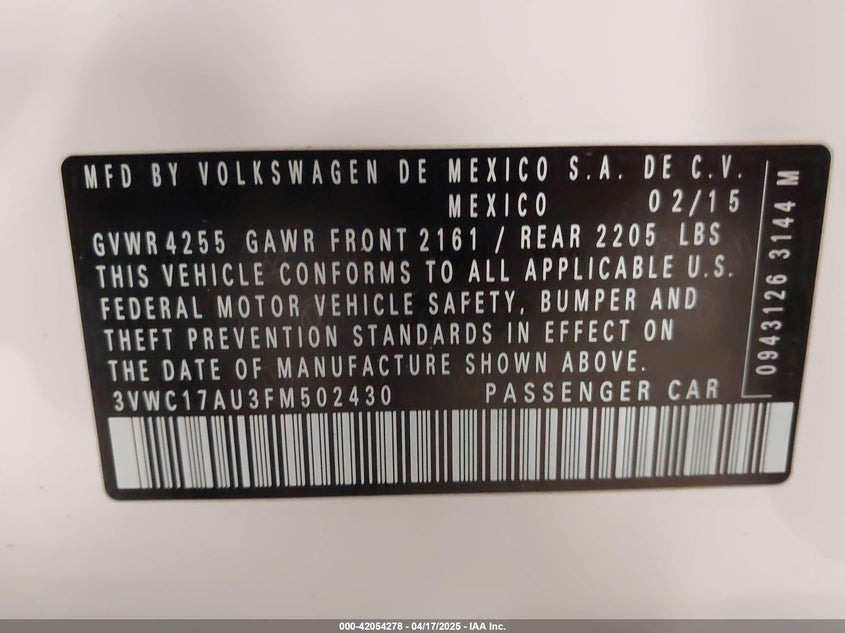 MFD BY VOLKSWAGEN DE MEXICO S.A. DE C.V.
MEXICO 02/15
GVWR 4255 GAWR FRONT 2161 / REAR 2205 LBS
THIS VEHICLE CONFORMS TO ALL APPLICABLE U.S.
FEDERAL MOTOR VEHICLE SAFETY, BUMPER AND
THEFT PREVENTION STANDARDS IN EFFECT ON
THE DATE OF MANUFACTURE SHOWN ABOVE.
3VWC17AU3FM502430 PASSENGER CAR
0943126 3144 M
000-42054278 - 04/17/2025 - IAA Inc.